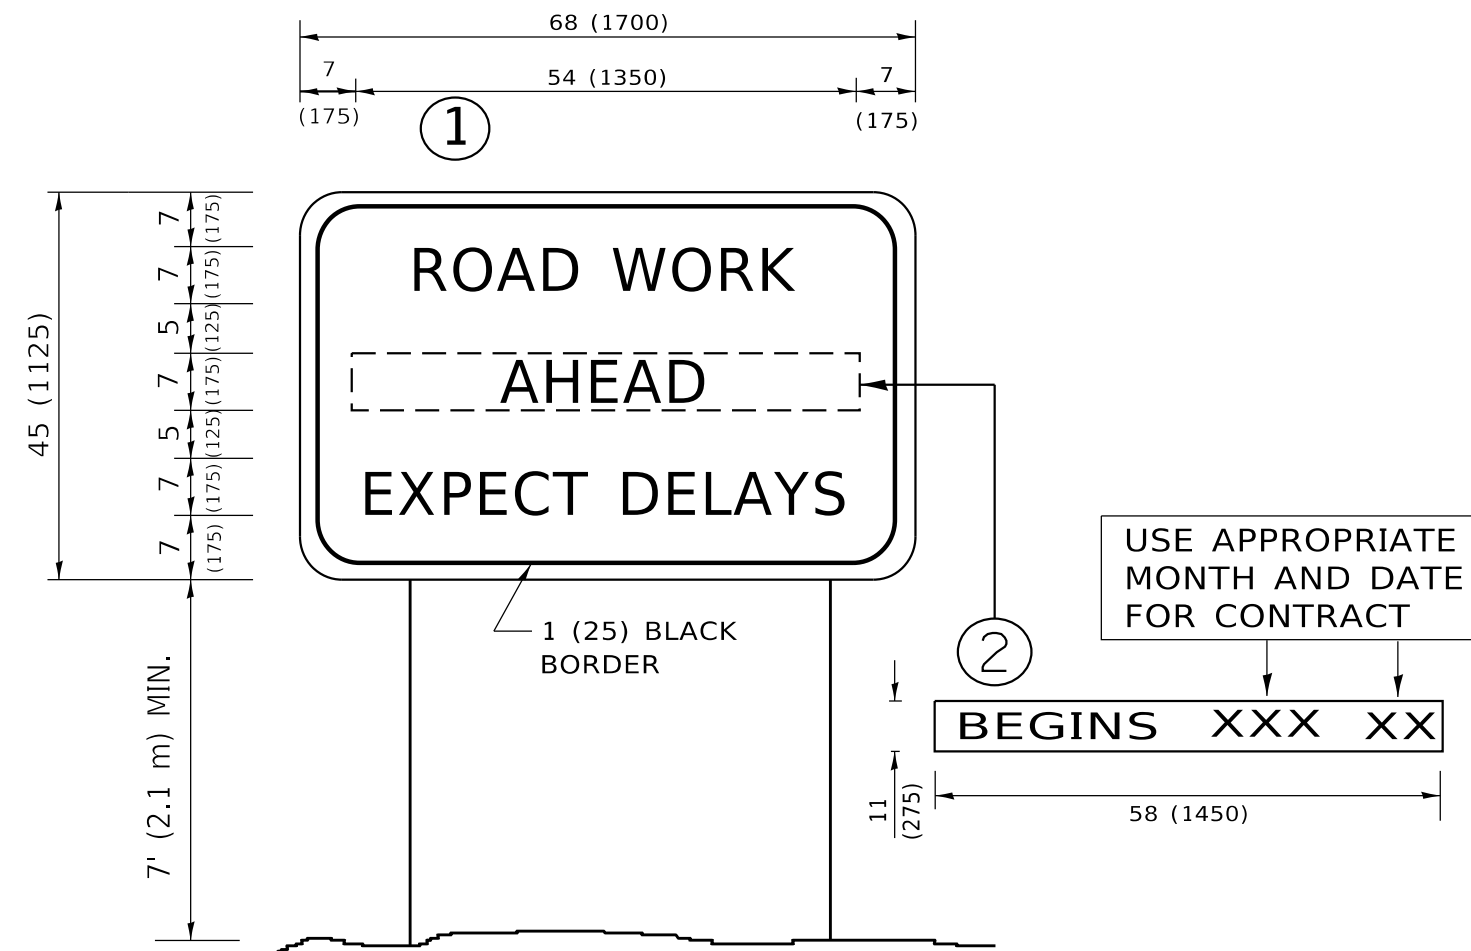 68 (1700)
7
54 (1350)
7
(175)
(175)
1
45 (1125)
7
(175)
7
(175)
5
(125)
7
(175)
5
(125)
7
(175)
7
(175)
ROAD WORK
AHEAD
EXPECT DELAYS
1 (25) BLACK
BORDER
7' (2.1 m) MIN.
USE APPROPRIATE
MONTH AND DATE
FOR CONTRACT
2
BEGINS XXX XX
11
(275)
58 (1450)